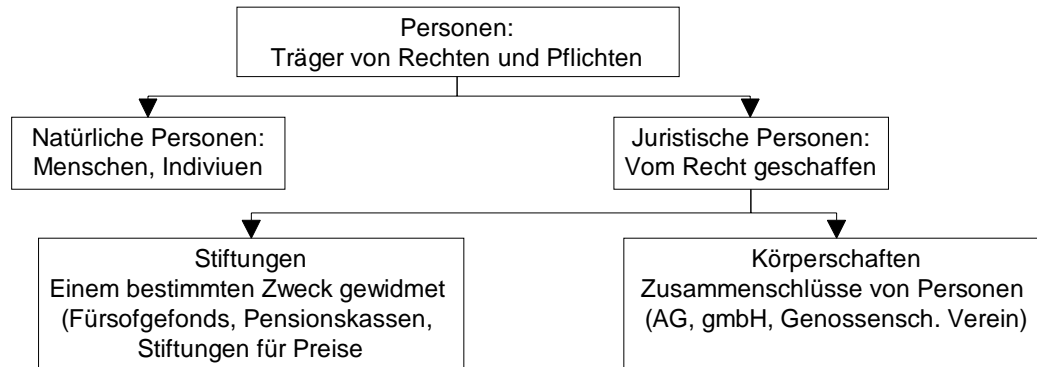 Personen:
Träger von Rechten und Pflichten
Natürliche Personen:
Menschen, Indiviuen
Juristische Personen:
Vom Recht geschaffen
Stiftungen
Einem bestimmten Zweck gewidmet
(Fürsofgefonds, Pensionskassen,
Stiftungen für Preise
Körperschaften
Zusammenschlüsse von Personen
(AG, gmbH, Genossensch. Verein)